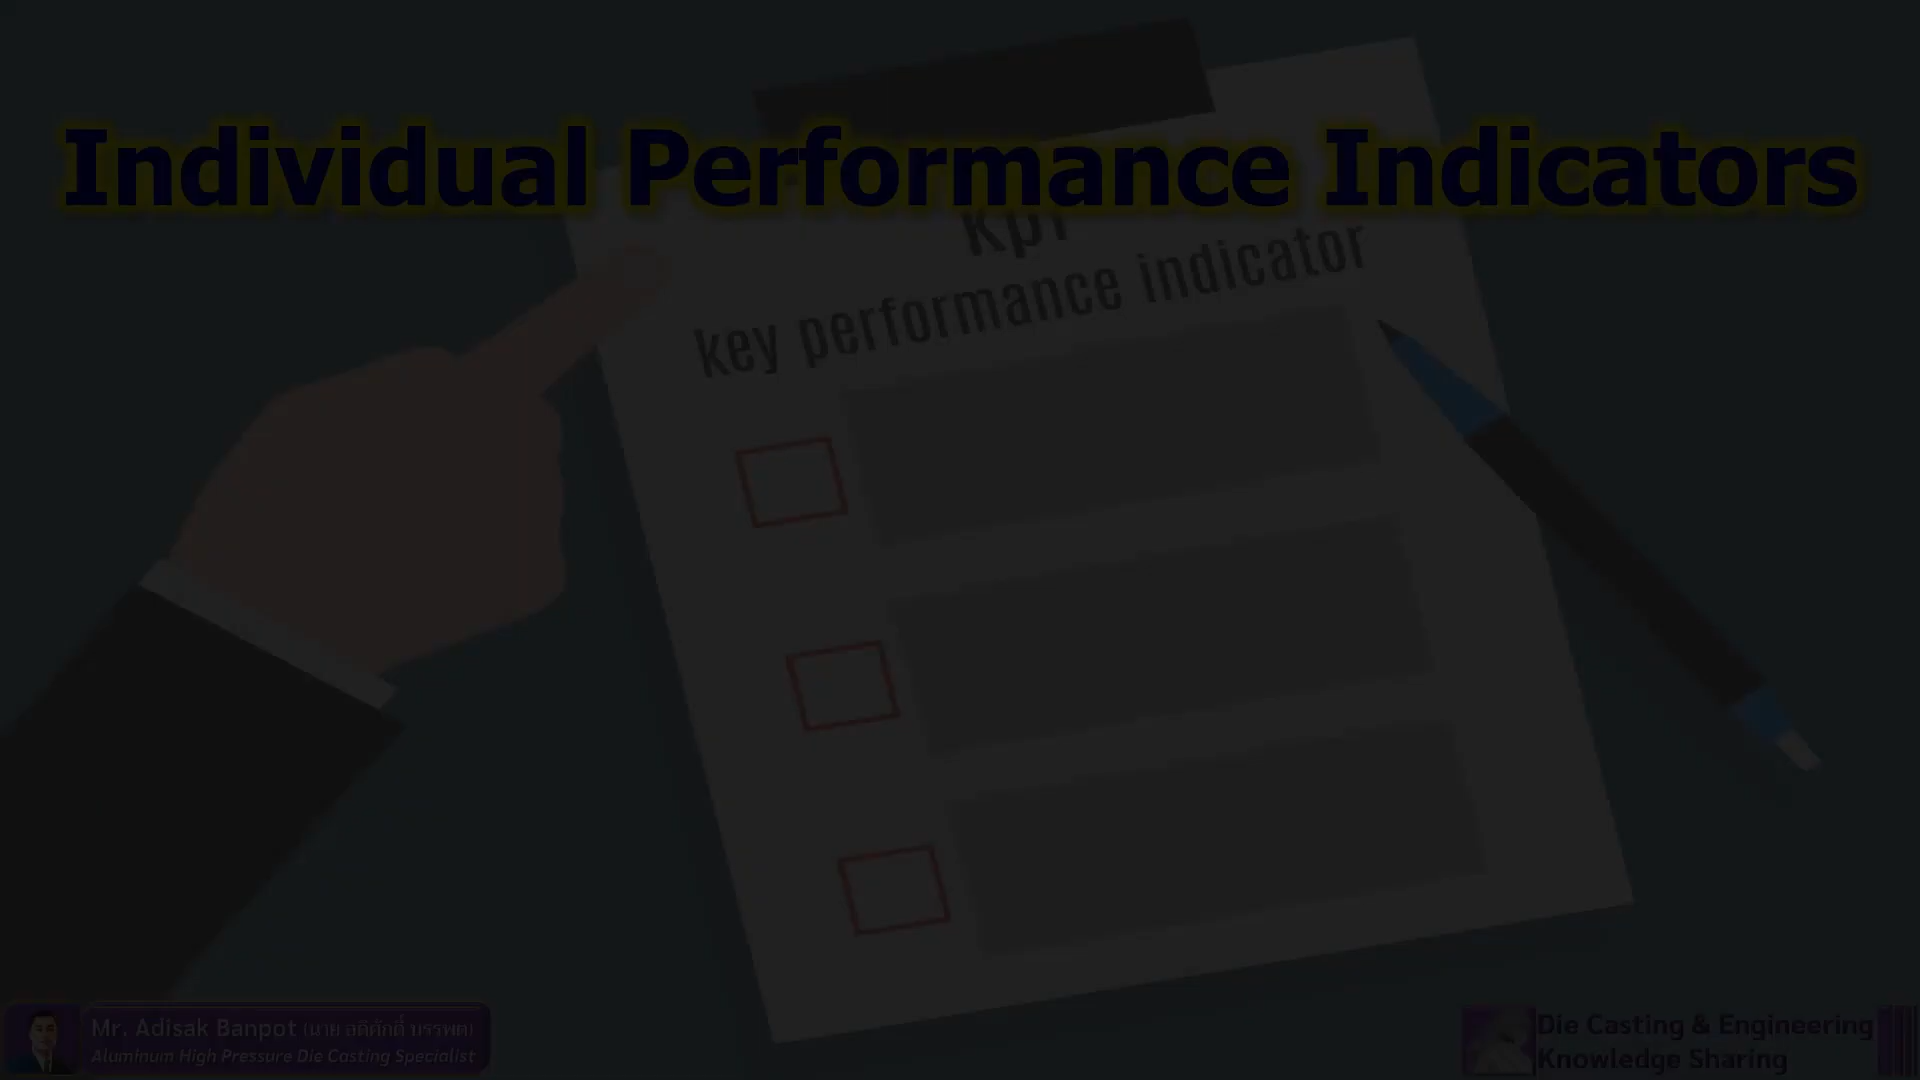 Individual Performance Indicators
kpi
key performance indicator
Mr. Adisak Banpot (นาย อดิศักดิ์ บรรพต)
Aluminum High Pressure Die Casting Specialist
Die Casting & Engineering
Knowledge Sharing